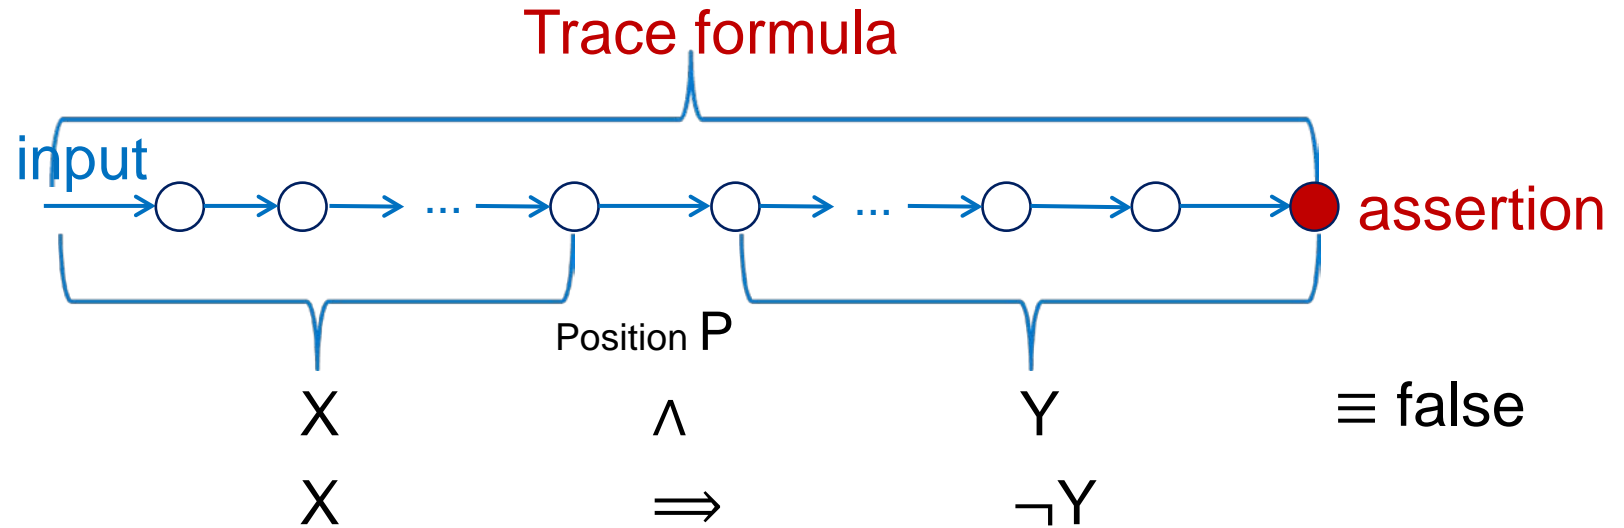 Trace formula
input
... ...
assertion
Position P
X ∧ Y ≡ false
X ⟹ ¬Y